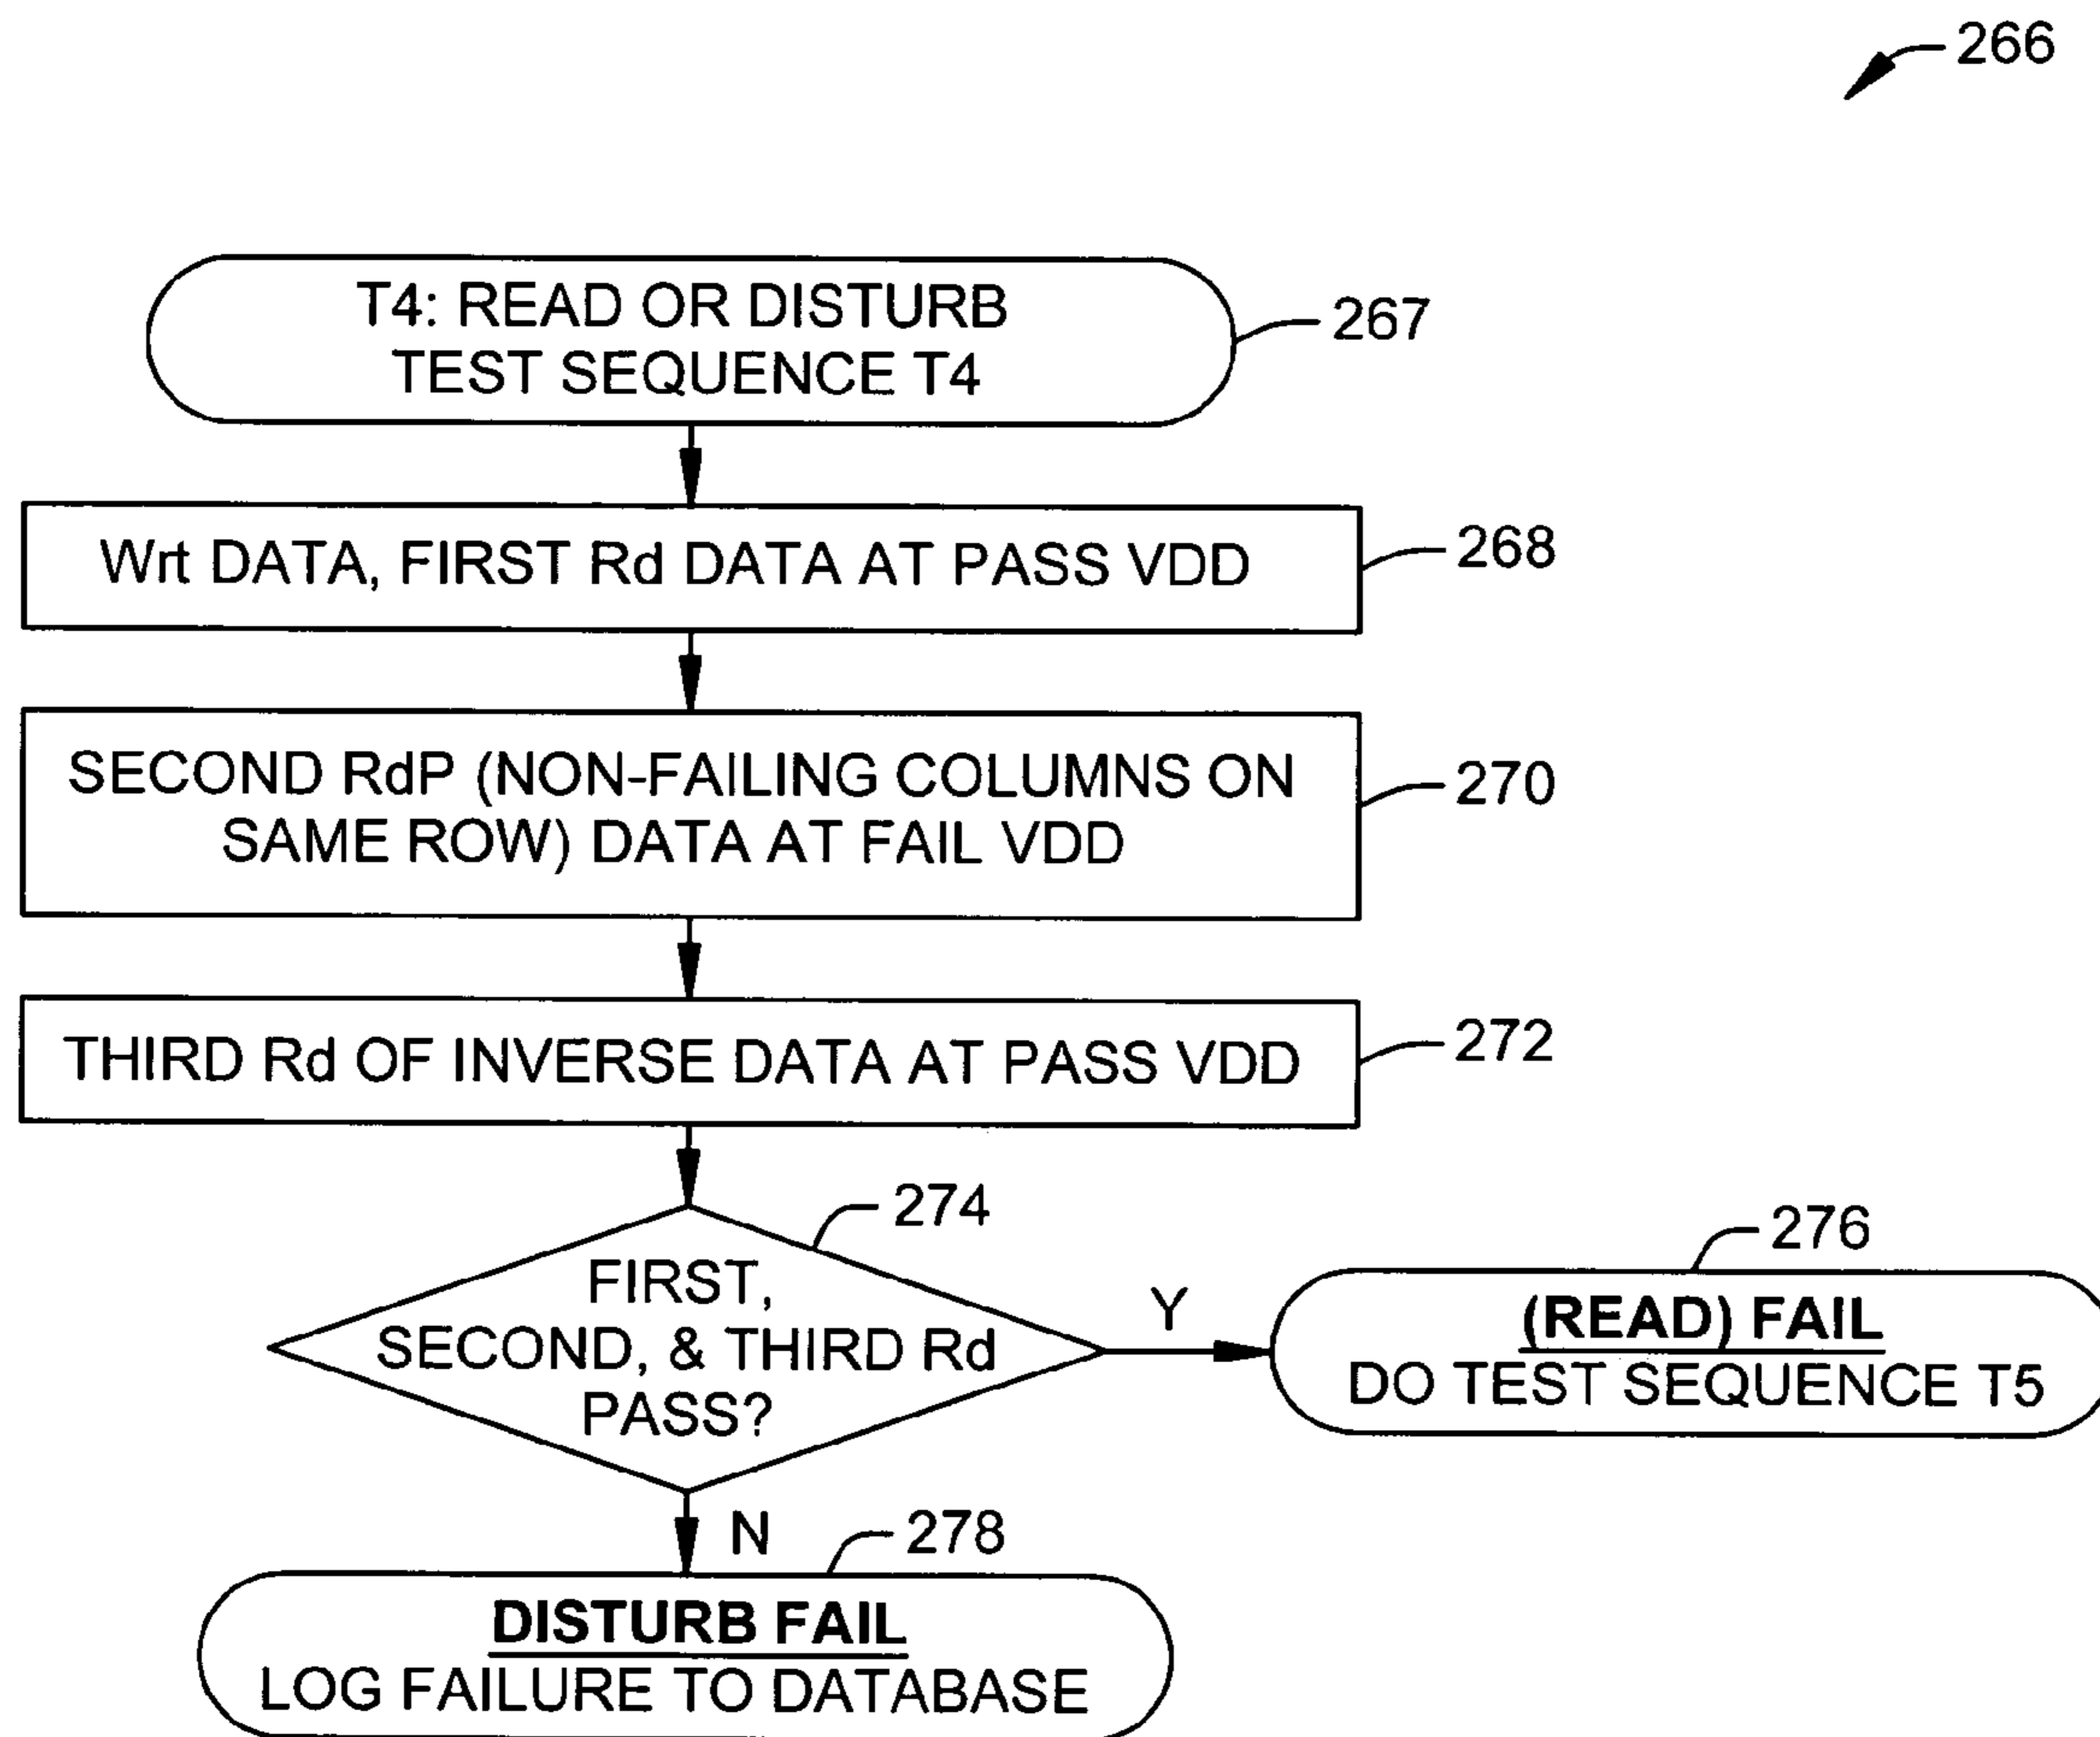 266
T4: READ OR DISTURB
TEST SEQUENCE T4
267
Wrt DATA, FIRST Rd DATA AT PASS VDD
268
SECOND RdP (NON-FAILING COLUMNS ON
SAME ROW) DATA AT FAIL VDD
270
THIRD Rd OF INVERSE DATA AT PASS VDD
272
274
FIRST,
SECOND, & THIRD Rd
PASS?
Y
276
(READ) FAIL
DO TEST SEQUENCE T5
N
278
DISTURB FAIL
LOG FAILURE TO DATABASE